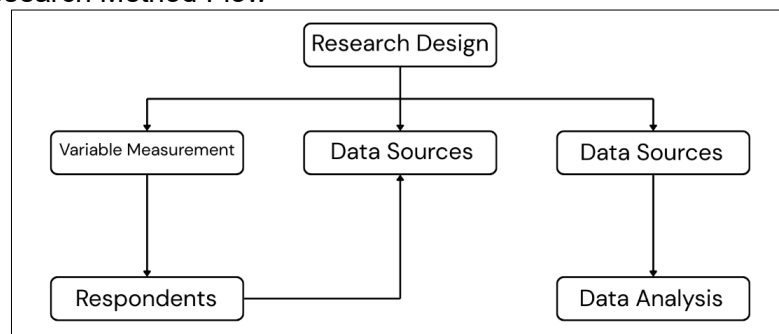 Research Design
Variable Measurement
Data Sources
Data Sources
Respondents
Data Analysis